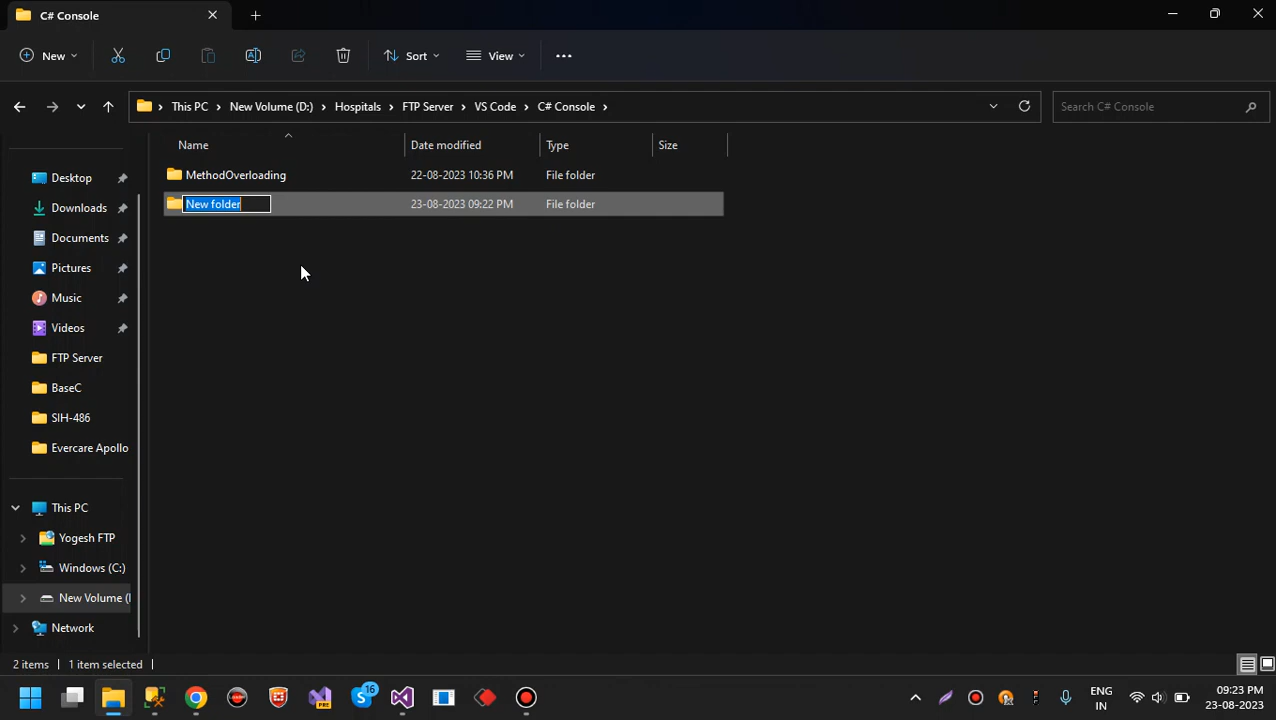 C# Console
New
Sort
View
This PC > New Volume (D:) > Hospitals > FTP Server > VS Code > C# Console >
Search C# Console
Name Date modified Type Size
MethodOverloading 22-08-2023 10:36 PM File folder
New folder 23-08-2023 09:22 PM File folder
Desktop
Downloads
Documents
Pictures
Music
Videos
FTP Server
BaseC
SIH-486
Evercare Apollo
This PC
Yogesh FTP
Windows (C:)
New Volume (
Network
2 items 1 item selected
PRE
16
ENG
IN
09:23 PM
23-08-2023